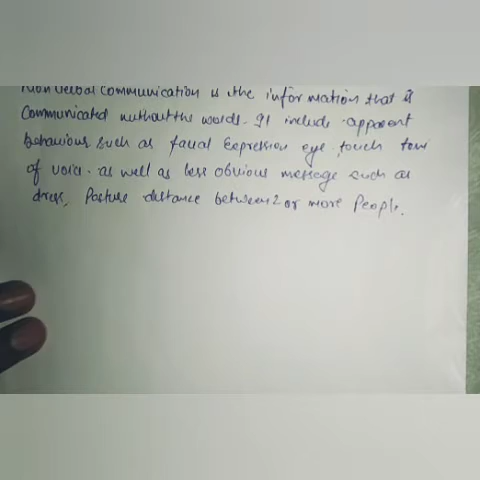 Non verbal communication is the information that is
communicated without the words. It include apparent
behaviours such as facial Expression eye, touch tone
of voice. as well as less obvious message such as
dress, Posture distance between 2 or more People.